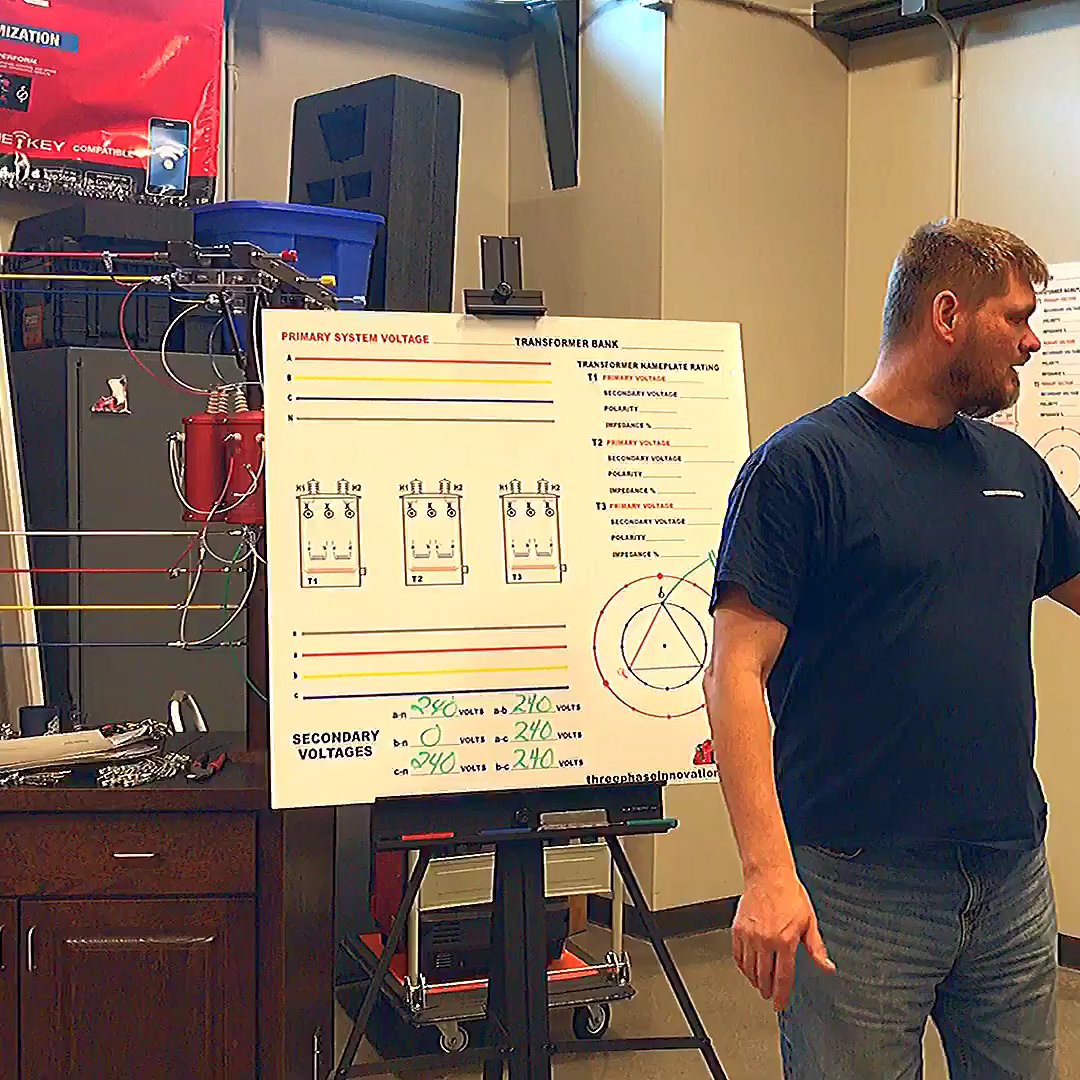 MIZATION
PERFORM
E KEY COMPATIBLE
PRIMARY SYSTEM VOLTAGE
TRANSFORMER BANK
A
B
C
N
TRANSFORMER NAMEPLATE RATING
T1 PRIMARY VOLTAGE
SECONDARY VOLTAGE
POLARITY
IMPEDANCE %
T2 PRIMARY VOLTAGE
SECONDARY VOLTAGE
POLARITY
IMPEDANCE %
T3 PRIMARY VOLTAGE
SECONDARY VOLTAGE
POLARITY
IMPEDANCE %
H1 H2 H1 H2 H1 H2
T1 T2 T3
b
a
SECONDARY VOLTAGES
a-n 240 VOLTS a-b 240 VOLTS
b-n 0 VOLTS a-c 240 VOLTS
c-n 240 VOLTS b-c 240 VOLTS
threephaseinnovation